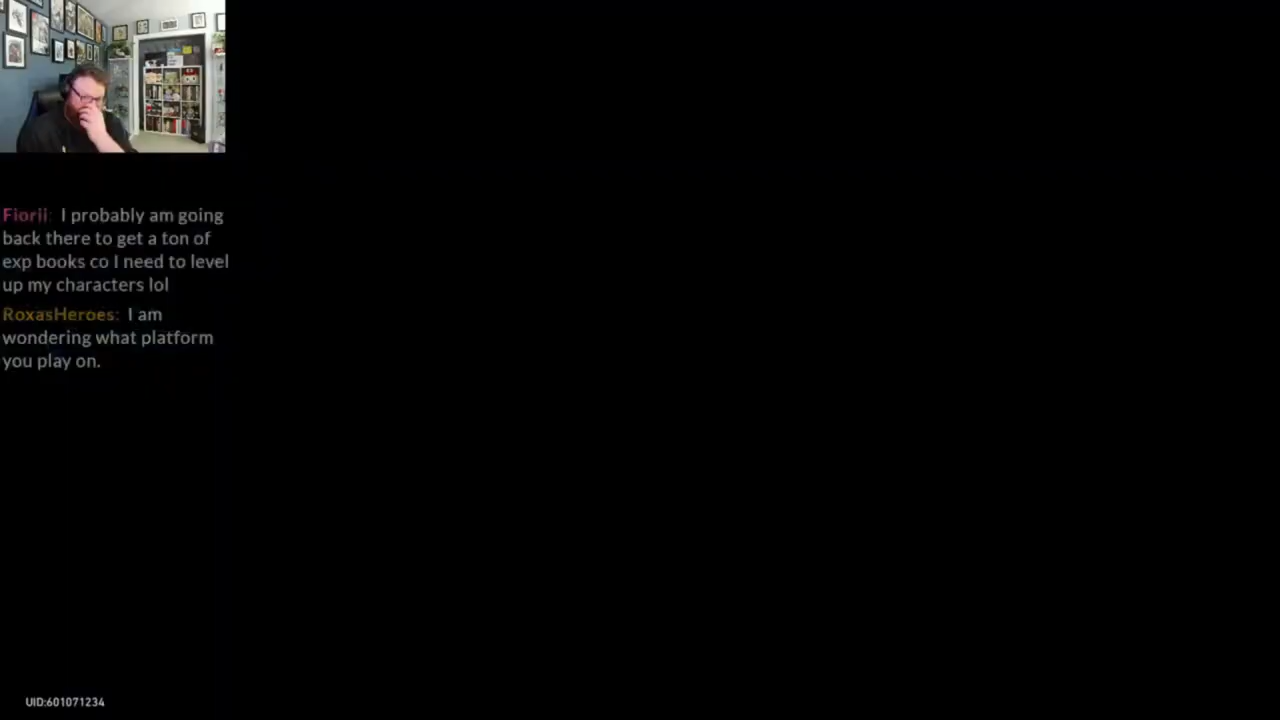 Fiorii: I probably am going
back there to get a ton of
exp books co I need to level
up my characters lol
RoxasHeroes: I am
wondering what platform
you play on.
UID:601071234